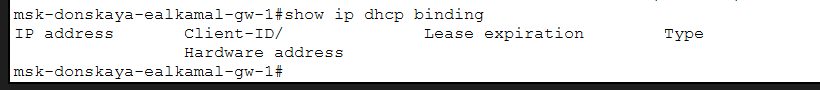 msk-donskaya-ealkamal-gw-1#show ip dhcp binding
IP address       Client-ID/              Lease expiration        Type
                 Hardware address
msk-donskaya-ealkamal-gw-1#